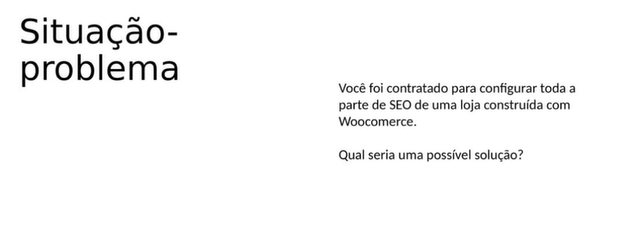 Situação-
problema
Você foi contratado para configurar toda a
parte de SEO de uma loja construída com
Woocomerce.
Qual seria uma possível solução?